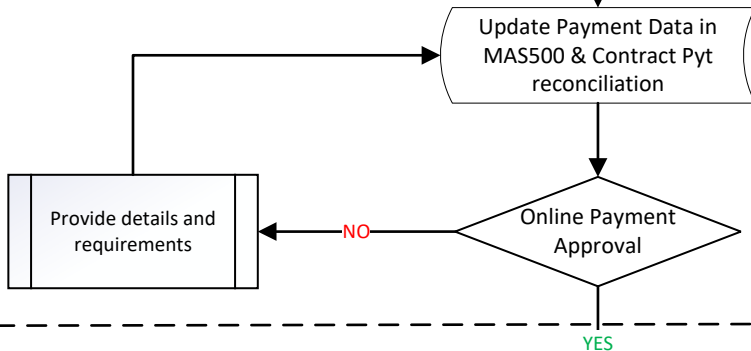 Update Payment Data in
MAS500 & Contract Pyt
reconciliation
Provide details and
requirements
NO
Online Payment
Approval
YES